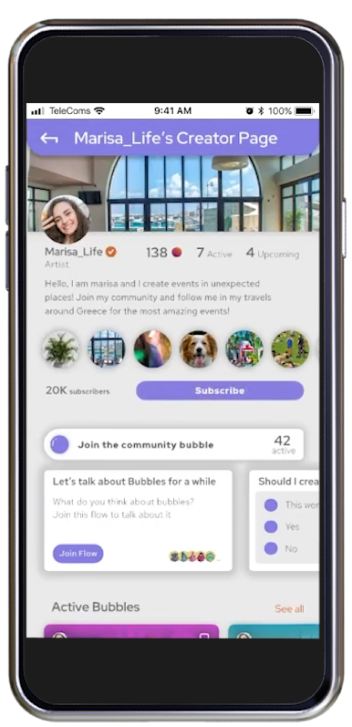 TeleComs 9:41 AM 100%
Marisa_Life's Creator Page
Marisa_Life 138 7 Active 4 Upcoming
Artist
Hello, I am marisa and I create events in unexpected
places! Join my community and follow me in my travels
around Greece for the most amazing events!
20K subscribers Subscribe
Join the community bubble 42
active
Let's talk about Bubbles for a while Should I crea
What do you think about bubbles? This wor
Join this flow to talk about it
Yes
Join Flow No
Active Bubbles See all